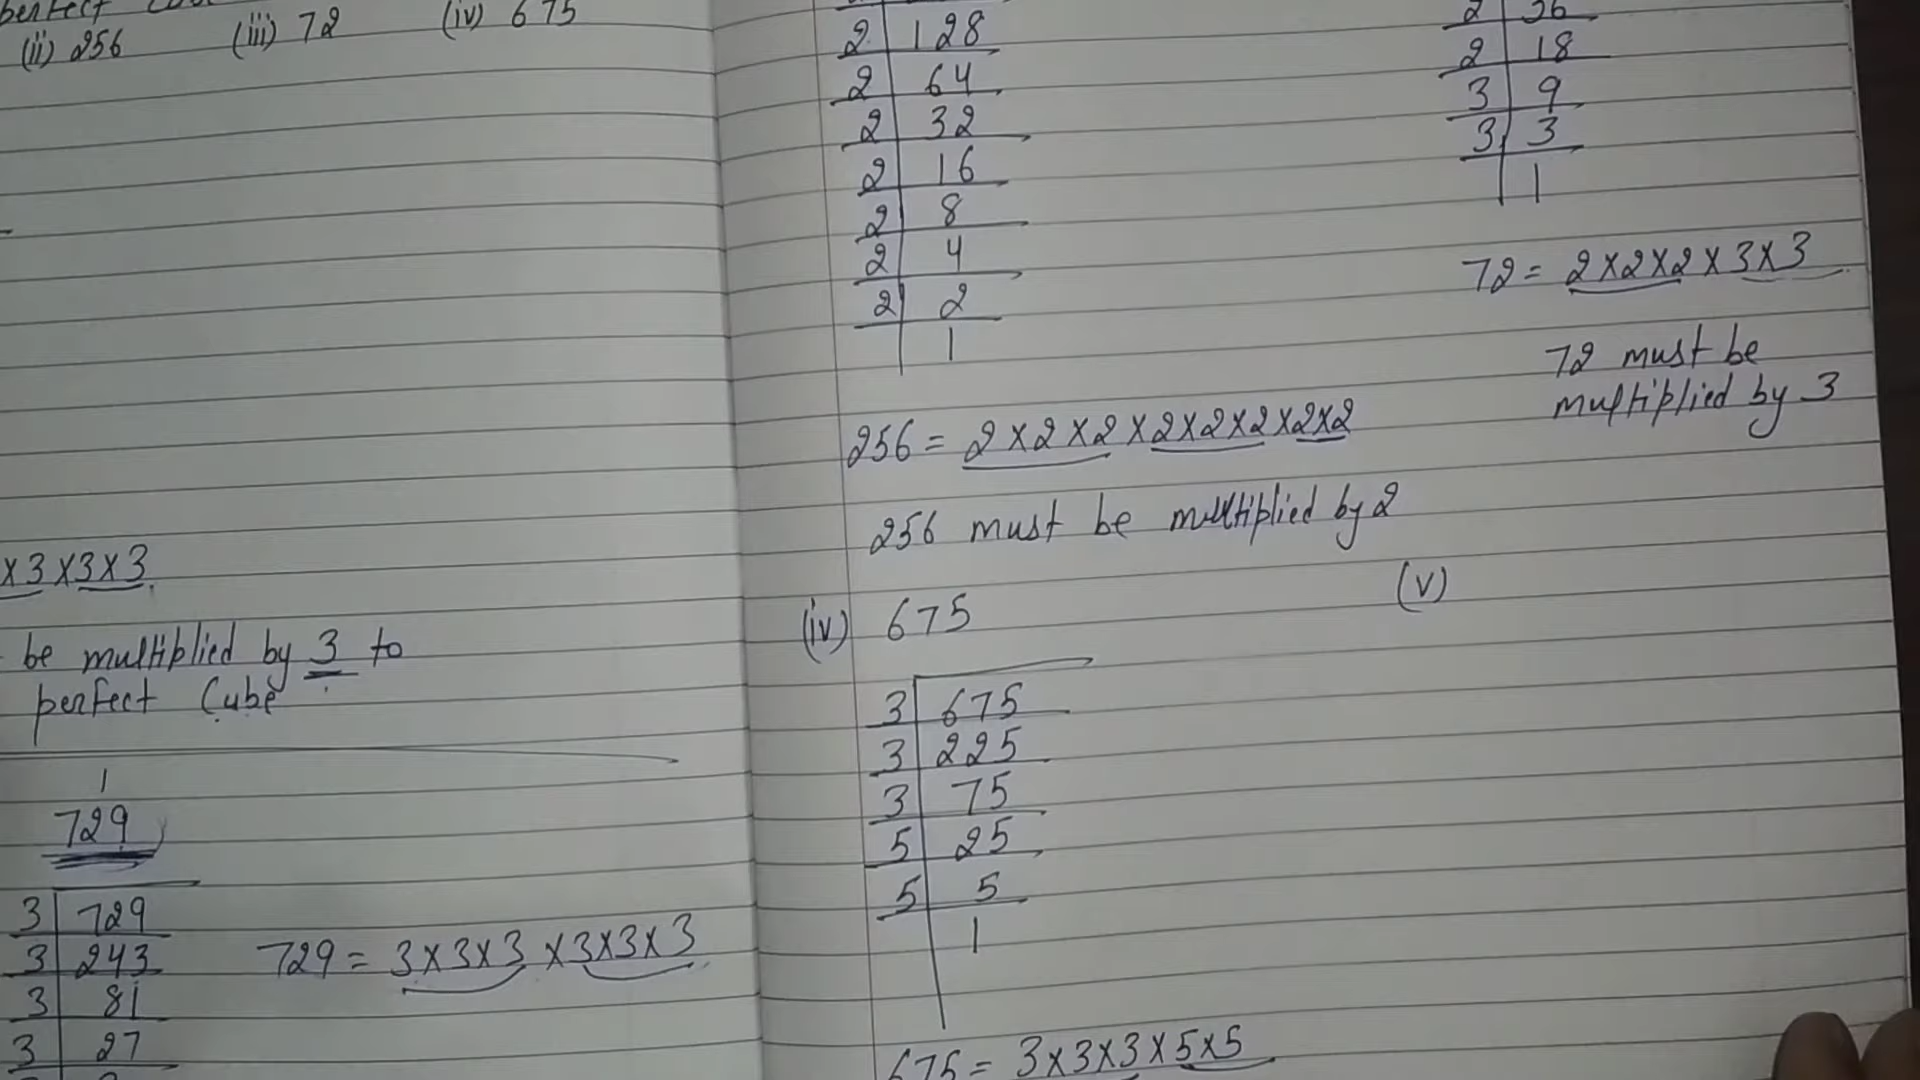 perfect
(ii) 256 (iii) 72 (iv) 675
× 3 × 3 × 3
be multiplied by 3 to
perfect Cube
1
729
3 | 729
3 | 243
3 | 81
3 | 27
729 = 3×3×3 ×3×3×3
2 | 128
2 | 64
2 | 32
2 | 16
2 | 8
2 | 4
2 | 2
1
256 = 2 × 2 × 2 × 2 × 2 × 2 × 2 × 2
256 must be multiplied by 2
2 | 36
2 | 18
3 | 9
3 | 3
1
72 = 2 × 2 × 2 × 3 × 3
72 must be
multiplied by 3
(iv) 675
3 | 675
3 | 225
3 | 75
5 | 25
5 | 5
1
675 = 3×3×3×5×5
(v)